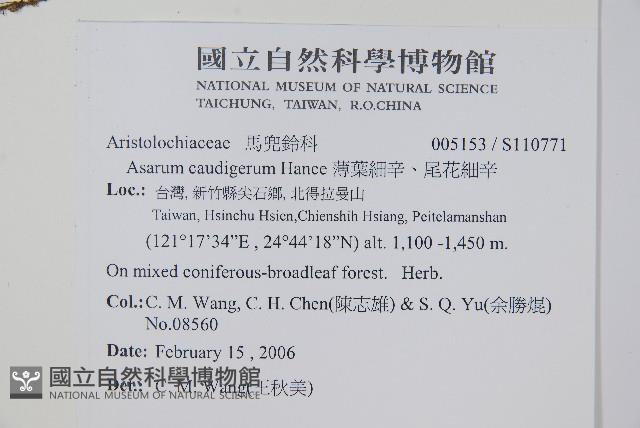 國立自然科學博物館
NATIONAL MUSEUM OF NATURAL SCIENCE
TAICHUNG, TAIWAN, R.O.CHINA
Aristolochiaceae 馬兜鈴科 005153 / S110771
Asarum caudigerum Hance 薄葉細辛、尾花細辛
Loc.: 台灣, 新竹縣尖石鄉, 北得拉曼山
Taiwan, Hsinchu Hsien,Chienshih Hsiang, Peitelamanshan
(121°17'34”E , 24°44'18”N) alt. 1,100 -1,450 m.
On mixed coniferous-broadleaf forest. Herb.
Col.: C. M. Wang, C. H. Chen(陳志雄) & S. Q. Yu(余勝焜)
No.08560
Date: February 15 , 2006
Det.: C. M. Wang(王秋美)
國立自然科學博物館
NATIONAL MUSEUM OF NATURAL SCIENCE